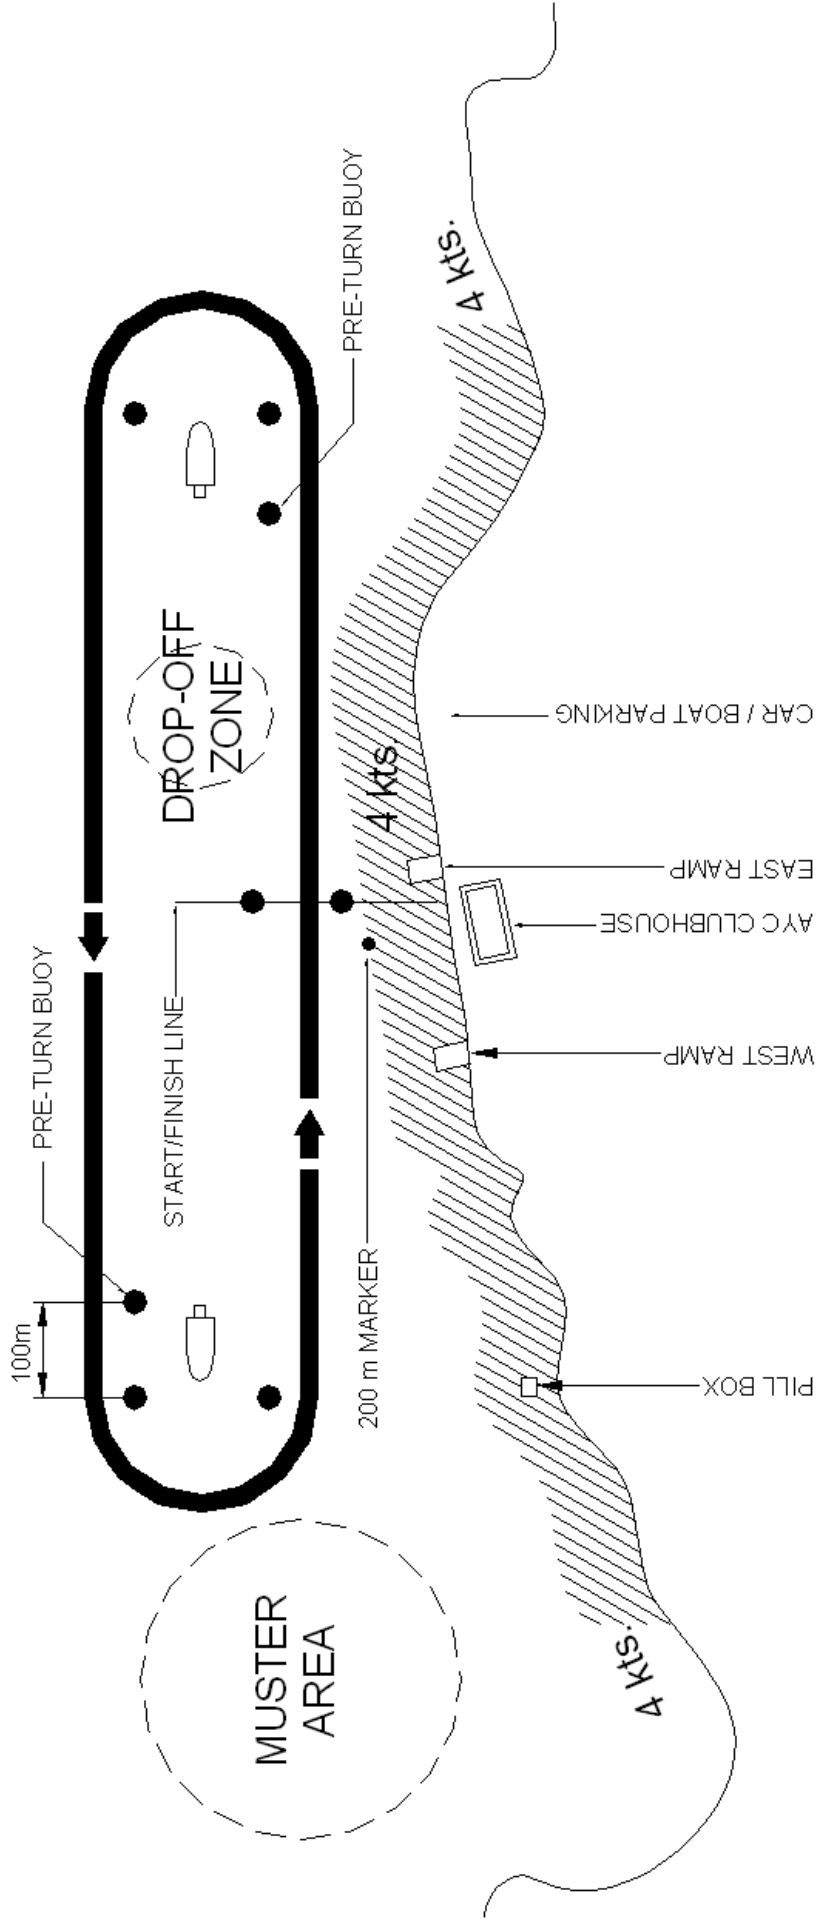 100m
PRE-TURN BUOY
PRE-TURN BUOY
START/FINISH LINE
DROP-OFF
ZONE
200 m MARKER
MUSTER
AREA
4 kts.
4 kts
4 kts.
PILL BOX
WEST RAMP
AYC CLUBHOUSE
EAST RAMP
CAR / BOAT PARKING